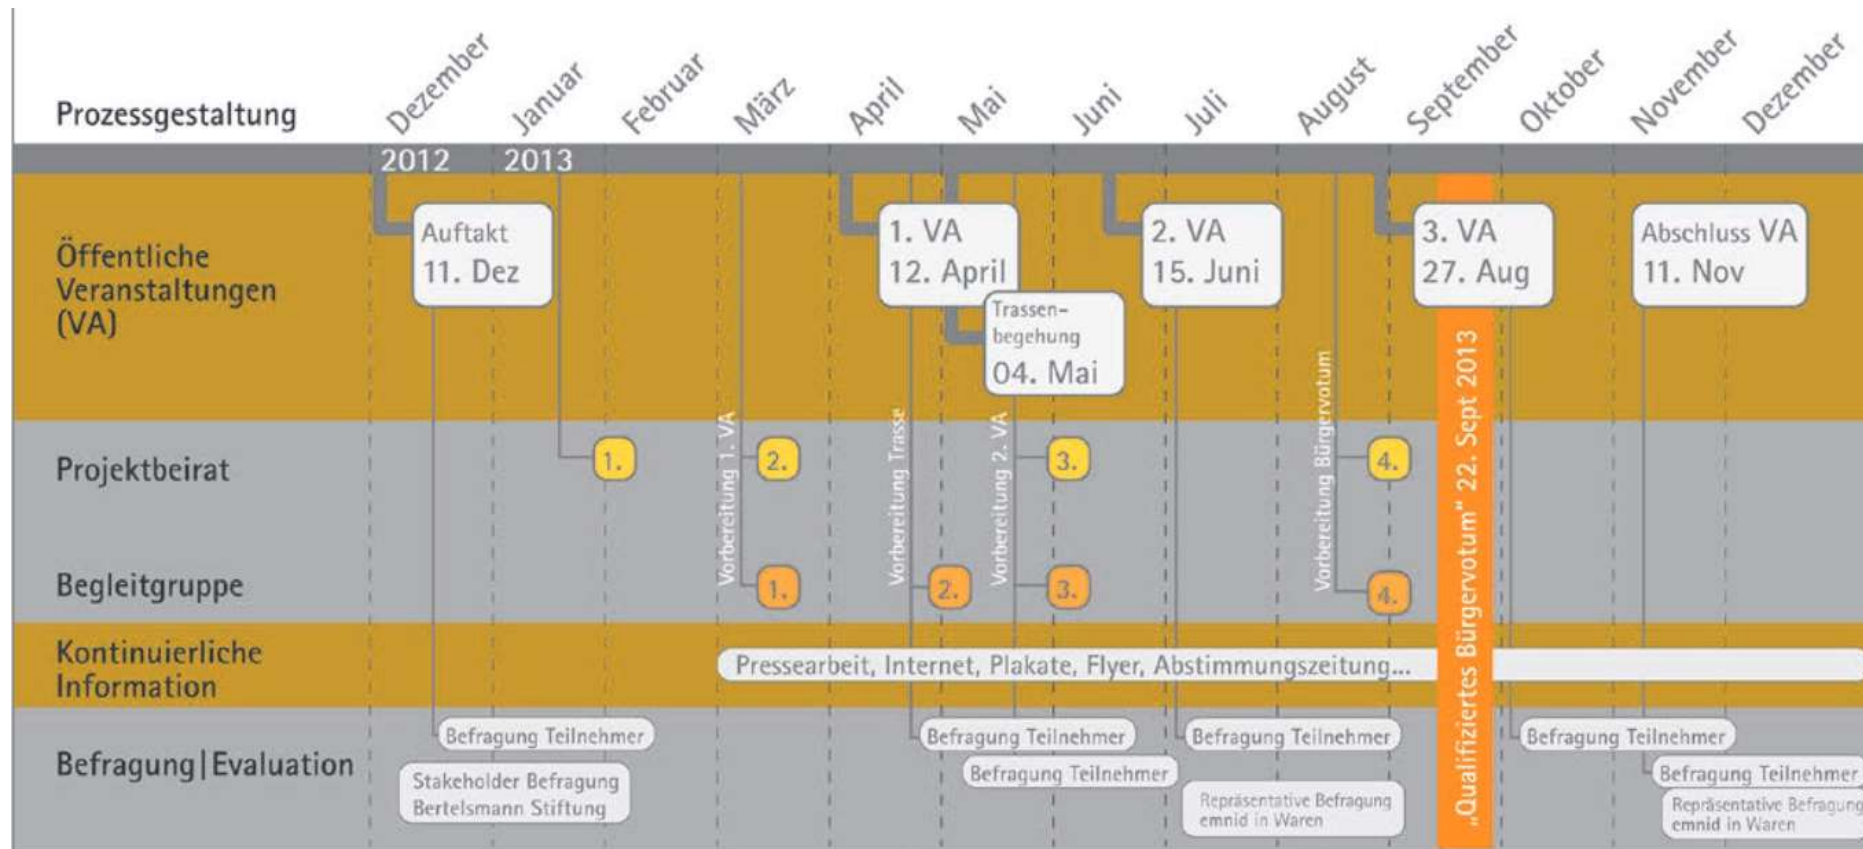 Prozessgestaltung
Dezember
Januar
Februar
März
April
Mai
Juni
Juli
August
September
Oktober
November
Dezember
2012
2013
Öffentliche
Veranstaltungen
(VA)
Auftakt
11. Dez
1. VA
12. April
Trassen-
begehung
04. Mai
2. VA
15. Juni
3. VA
27. Aug
Abschluss VA
11. Nov
„Qualifiziertes Bürgervotum" 22. Sept 2013
Vorbereitung 1. VA
Vorbereitung Trasse
Vorbereitung 2. VA
Vorbereitung Bürgervotum
Projektbeirat
1.
2.
3.
4.
Begleitgruppe
1.
2.
3.
4.
Kontinuierliche
Information
Pressearbeit, Internet, Plakate, Flyer, Abstimmungszeitung...
Befragung|Evaluation
Befragung Teilnehmer
Stakeholder Befragung
Bertelsmann Stiftung
Befragung Teilnehmer
Befragung Teilnehmer
Befragung Teilnehmer
Repräsentative Befragung
emnid in Waren
Befragung Teilnehmer
Befragung Teilnehmer
Repräsentative Befragung
emnid in Waren